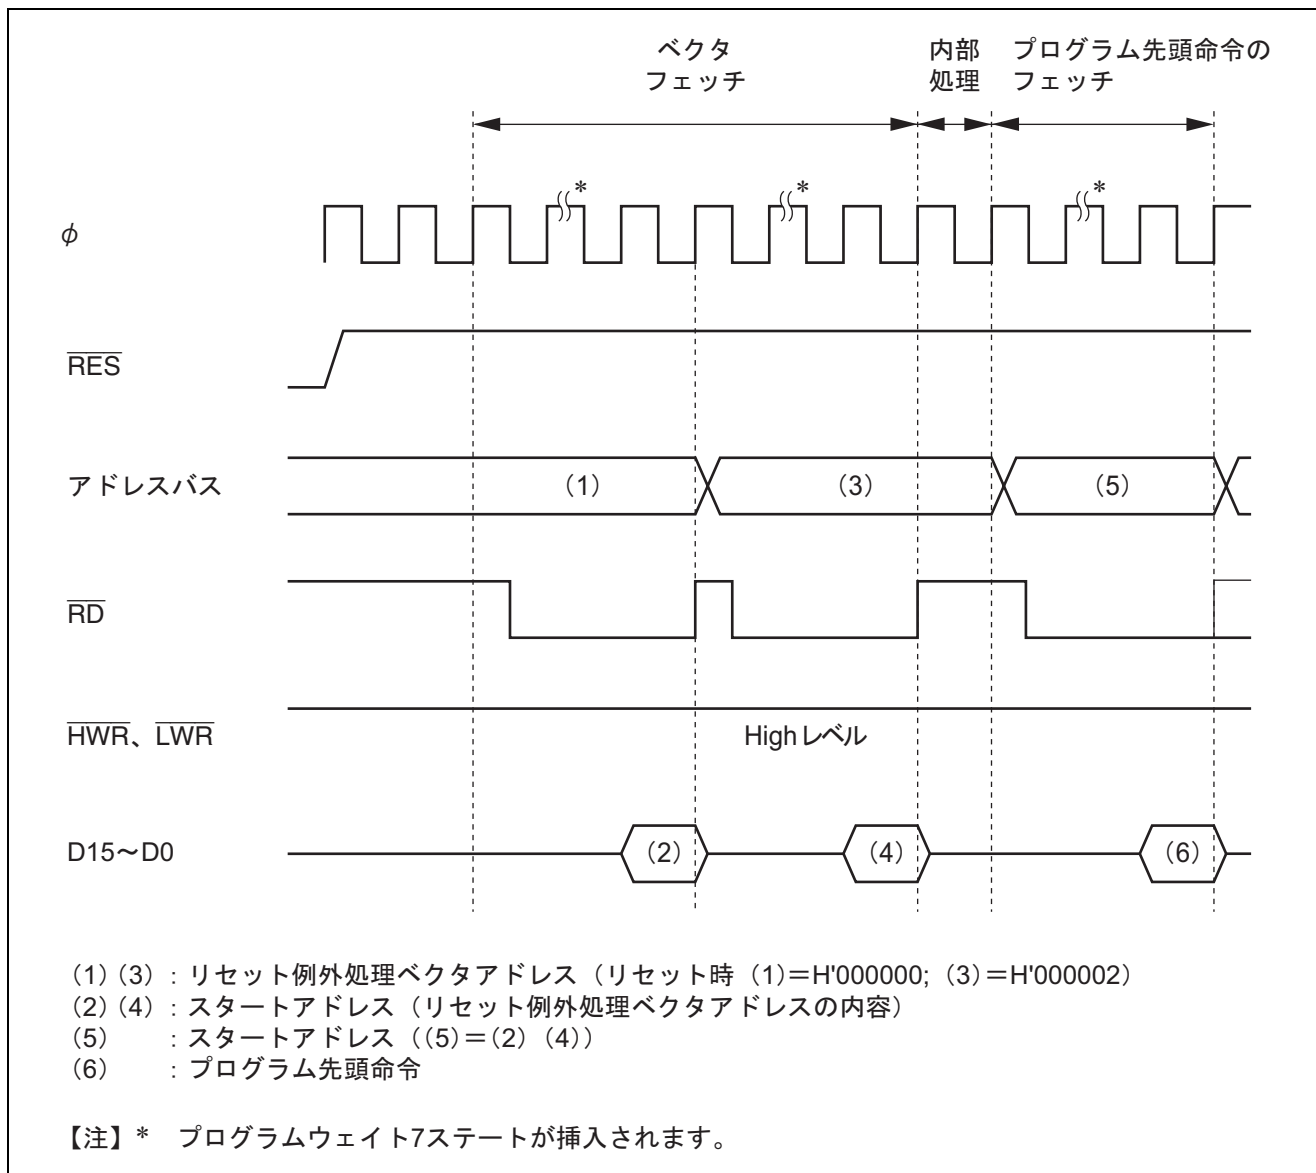 ベクタ
フェッチ
内部
処理
プログラム先頭命令の
フェッチ
* * *
φ
RES
アドレスバス
(1) (3) (5)
RD
HWR、LWR
Highレベル
D15〜D0
(2) (4) (6)
(1)(3):リセット例外処理ベクタアドレス(リセット時 (1)=H'000000; (3)=H'000002)
(2)(4):スタートアドレス(リセット例外処理ベクタアドレスの内容)
(5) :スタートアドレス((5)=(2) (4))
(6) :プログラム先頭命令
【注】* プログラムウェイト7ステートが挿入されます。